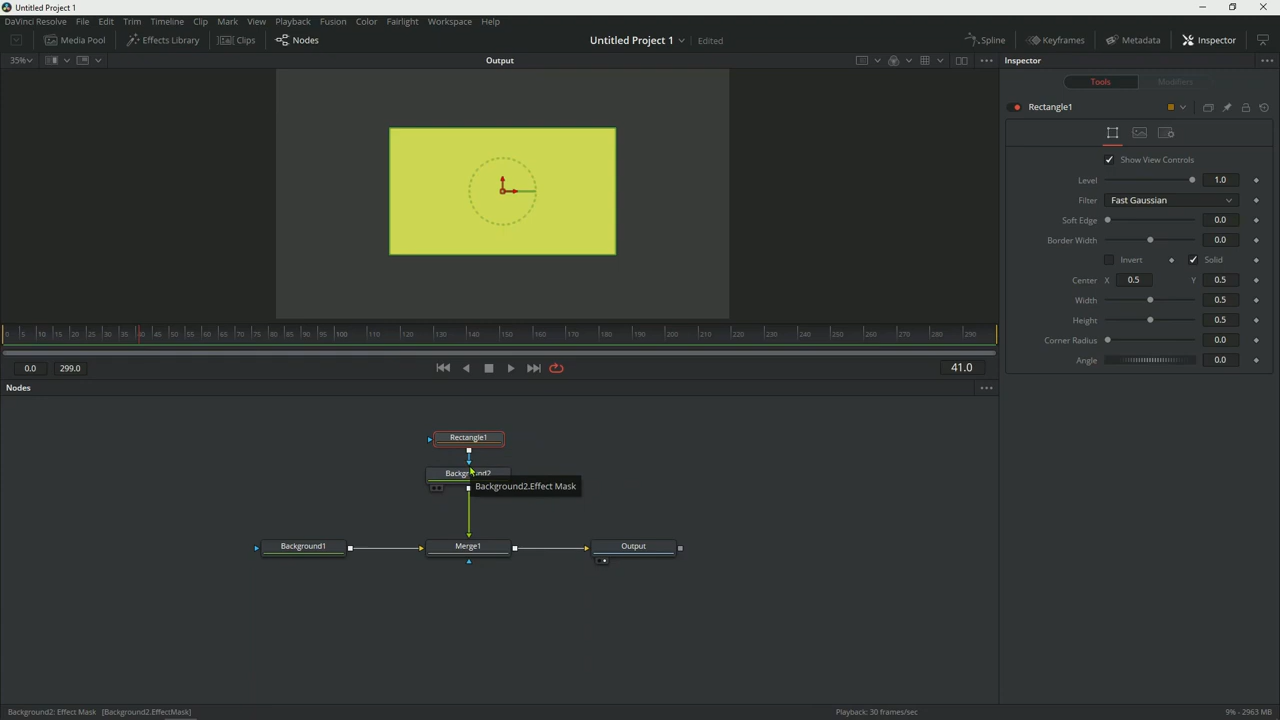 Untitled Project 1
DaVinci Resolve File Edit Trim Timeline Clip Mark View Playback Fusion Color Fairlight Workspace Help
Media Pool Effects Library Clips Nodes Untitled Project 1 Edited Spline Keyframes Metadata Inspector
35% Output Inspector
Tools Modifiers
Rectangle1
Show View Controls
Level 1.0
Filter Fast Gaussian
Soft Edge 0.0
Border Width 0.0
Invert Solid
Center X 0.5 Y 0.5
Width 0.5
Height 0.5
Corner Radius 0.0
Angle 0.0
0 5 10 15 20 25 30 35 40 45 50 55 60 65 70 75 80 85 90 95 100 110 120 130 140 150 160 170 180 190 200 210 220 230 240 250 260 270 280 290
0.0 299.0 41.0
Nodes
Rectangle1
Background2
Background2.Effect Mask
Background1 Merge1 Output
Background2: Effect Mask [Background2.EffectMask] Playback: 30 frames/sec 9% - 2963 MB